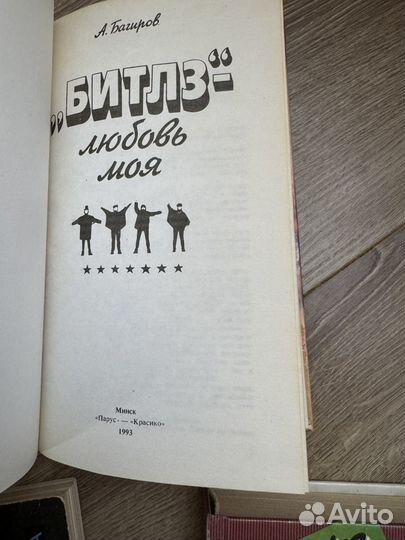 А. Багиров
„БИТЛЗ“-
любовь
моя
★★★★★★★
Минск
«Парус» — «Красико»
1993
Avito